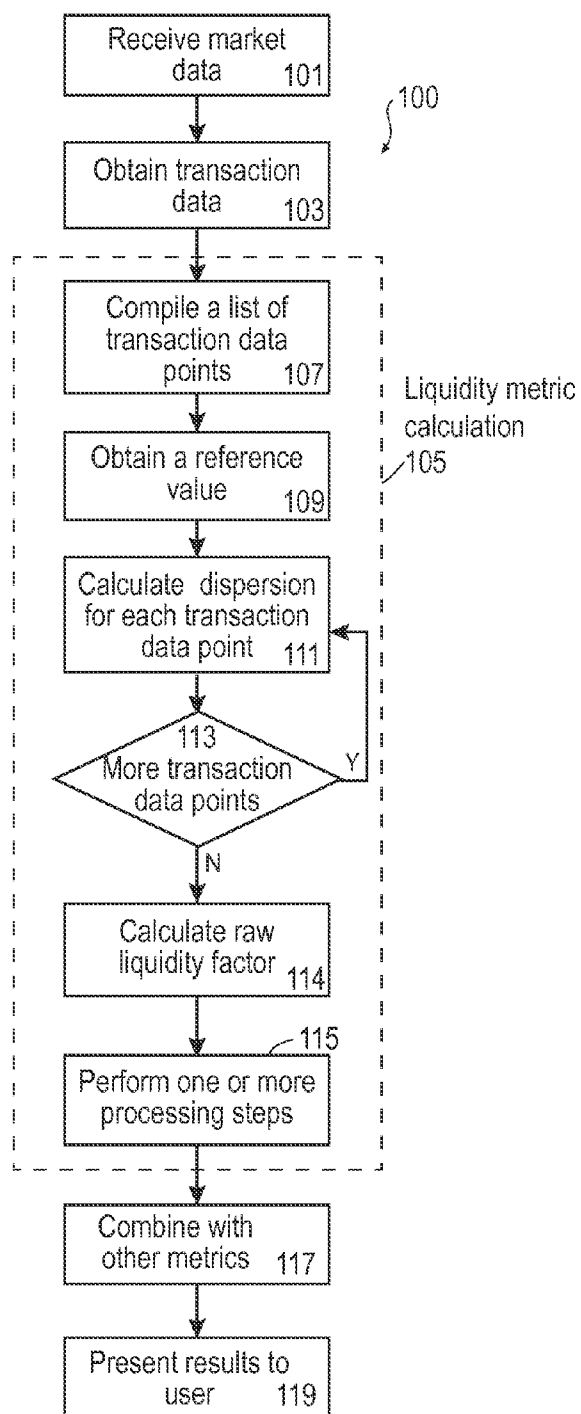 Receive market
data 101
100
Obtain transaction
data 103
Compile a list of
transaction data
points 107
Liquidity metric
calculation
105
Obtain a reference
value 109
Calculate dispersion
for each transaction
data point 111
113
More transaction
data points
Y
N
Calculate raw
liquidity factor
114
115
Perform one or more
processing steps
Combine with
other metrics 117
Present results to
user 119